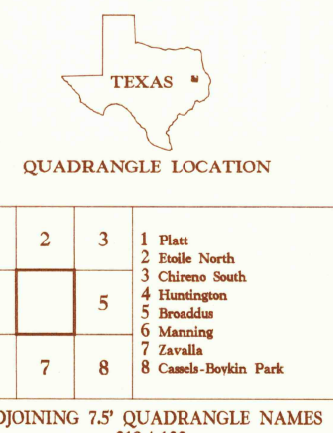 TEXAS
QUADRANGLE LOCATION
2 3
5
7 8
1 Platt
2 Etoile North
3 Chireno South
4 Huntington
5 Broaddus
6 Manning
7 Zavalla
8 Cassels-Boykin Park
DJOINING 7.5' QUADRANGLE NAMES